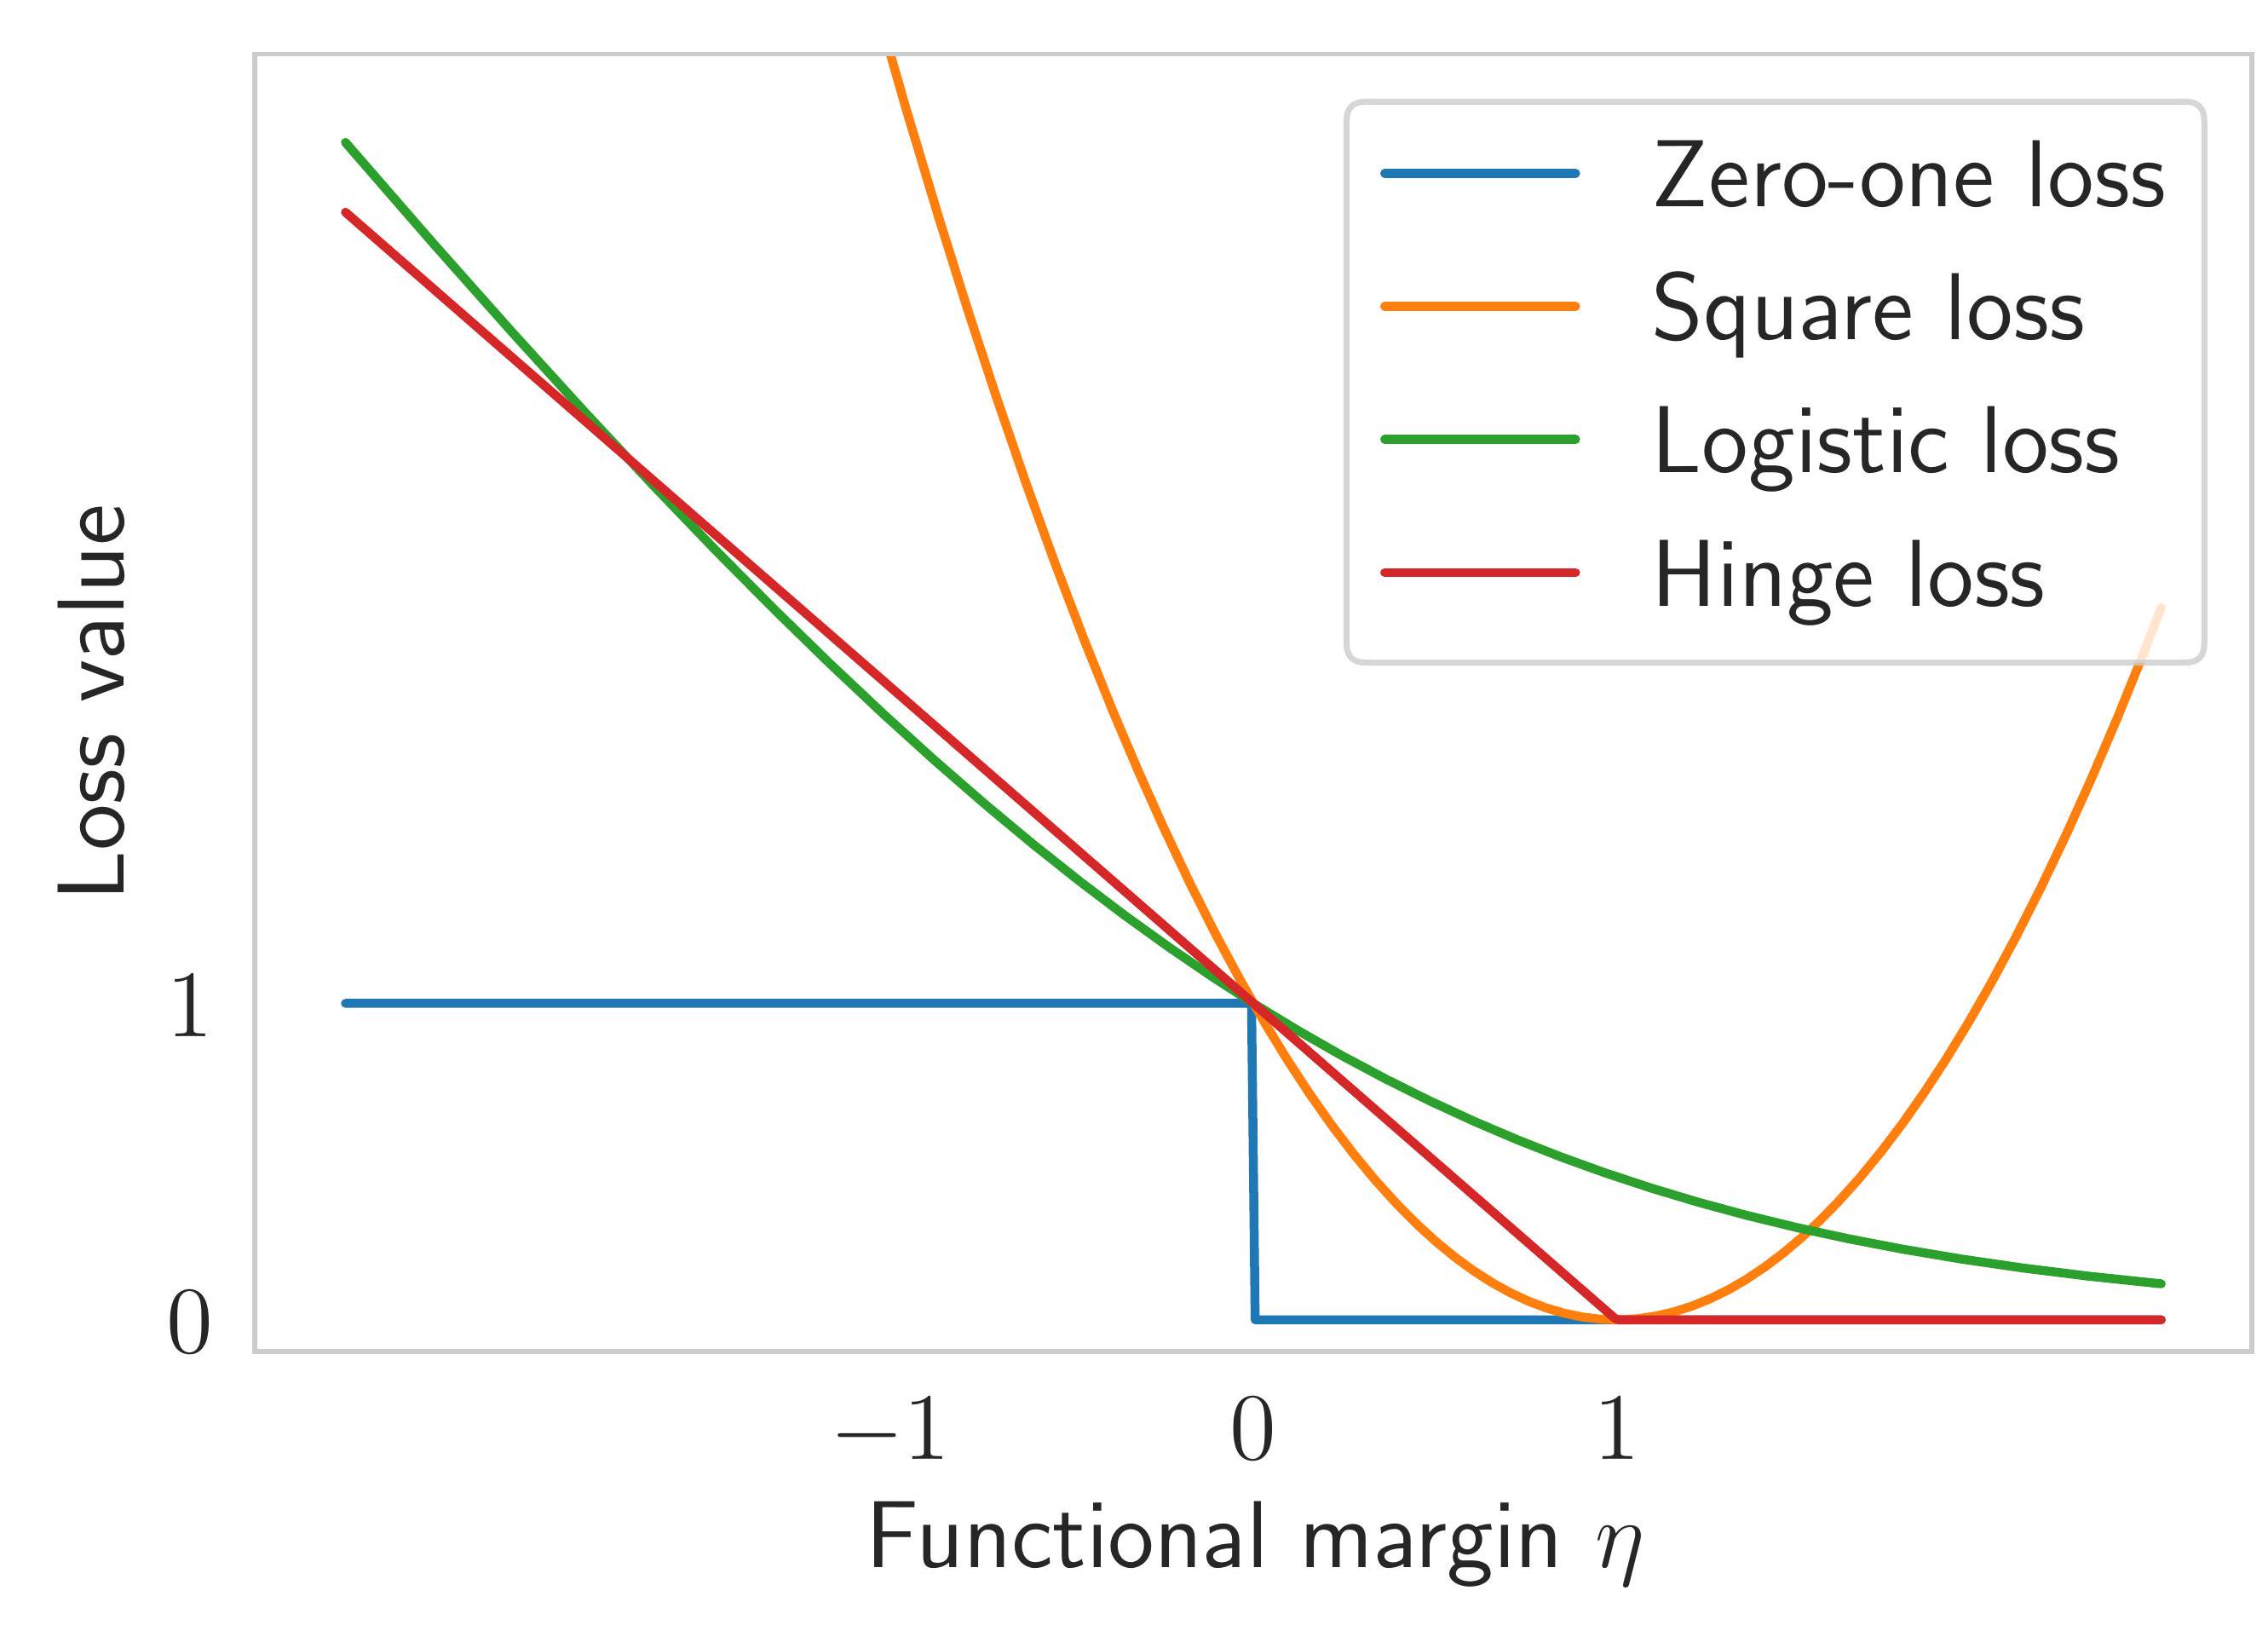 Zero-one loss
Square loss
Logistic loss
Hinge loss
Loss value
1
0
−1 0 1
Functional margin η